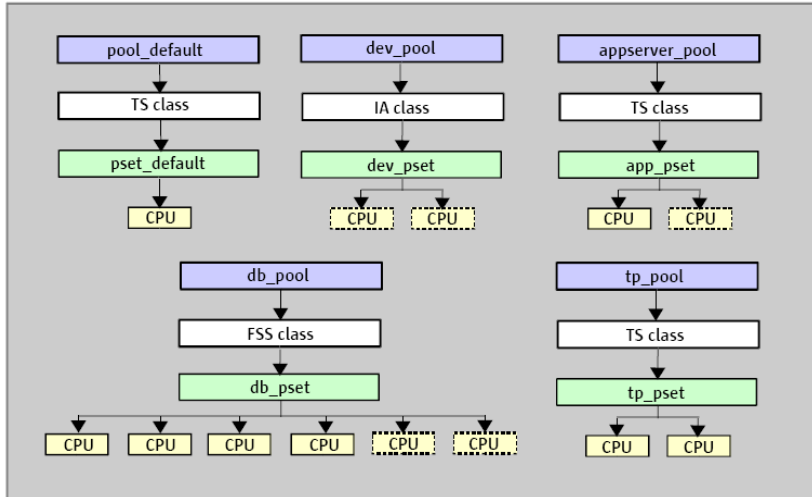 pool_default
dev_pool
appserver_pool
TS class
IA class
TS class
pset_default
dev_pset
app_pset
CPU
CPU
CPU
CPU
CPU
db_pool
tp_pool
FSS class
TS class
db_pset
tp_pset
CPU
CPU
CPU
CPU
CPU
CPU
CPU
CPU